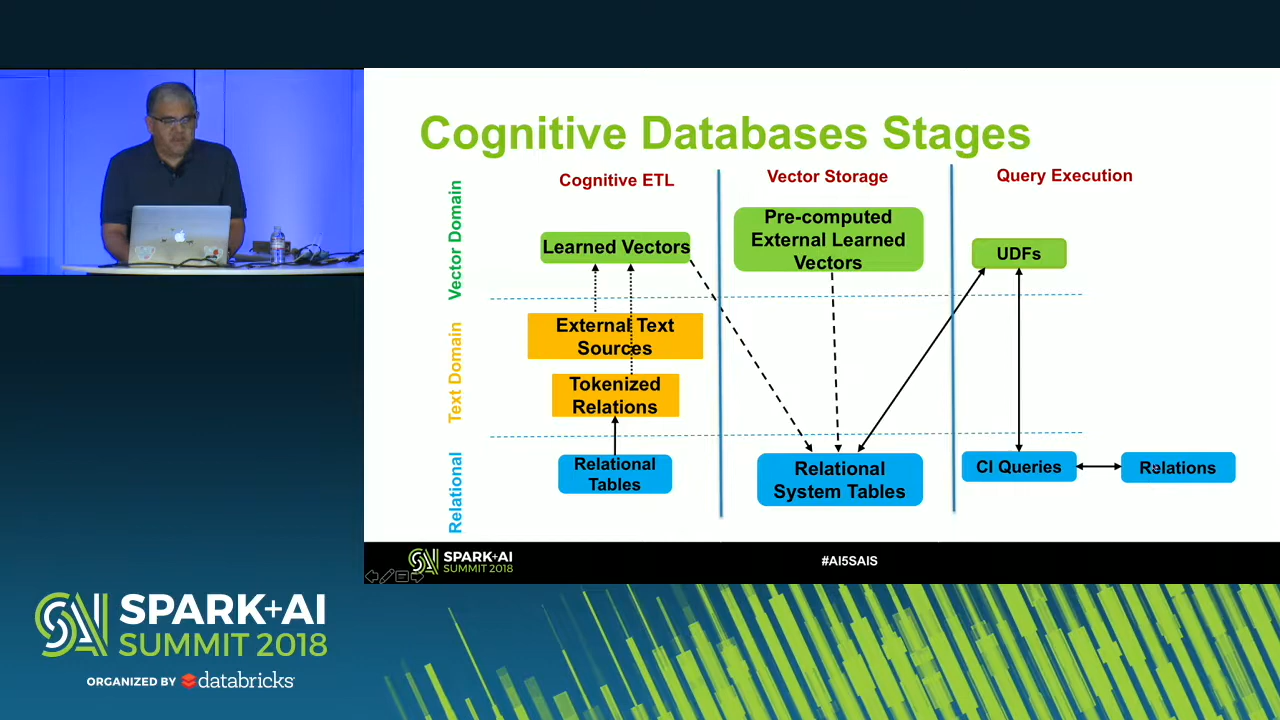 Cognitive Databases Stages
Cognitive ETL
Vector Storage
Query Execution
Vector Domain
Learned Vectors
Pre-computed
External Learned
Vectors
UDFs
Text Domain
External Text
Sources
Tokenized
Relations
Relational
Relational
Tables
Relational
System Tables
CI Queries
Relations
SPARK+AI
SUMMIT 2018
#AI5SAIS
SPARK+AI
SUMMIT 2018
ORGANIZED BY databricks